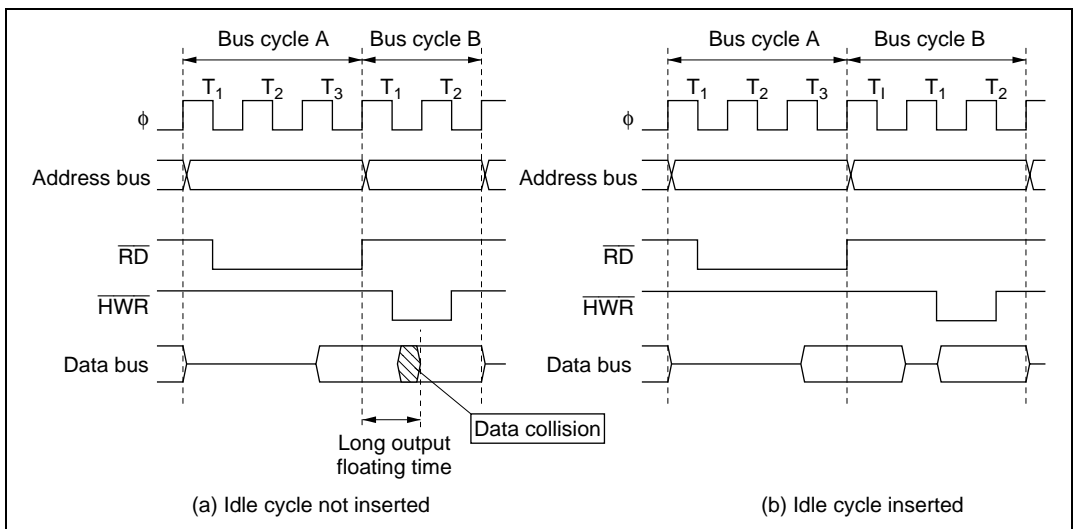 Bus cycle A Bus cycle B
T1 T2 T3 T1 T2
φ
Address bus
RD
HWR
Data bus
Data collision
Long output
floating time
(a) Idle cycle not inserted
Bus cycle A Bus cycle B
T1 T2 T3 TI T1 T2
φ
Address bus
RD
HWR
Data bus
(b) Idle cycle inserted